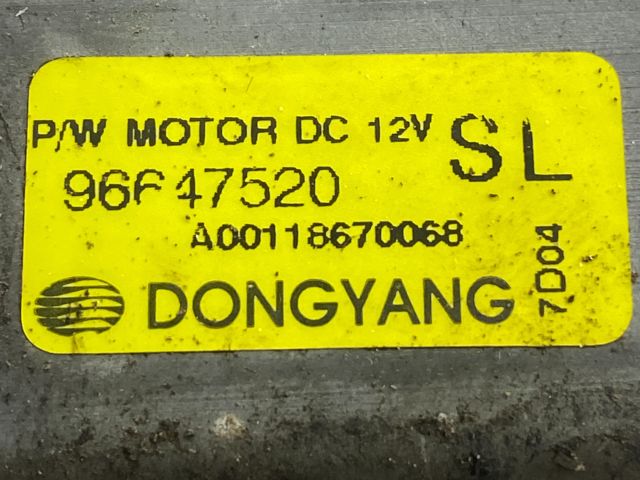 P/W MOTOR DC 12V SL
96647520
A00118670068
7D04
DONGYANG